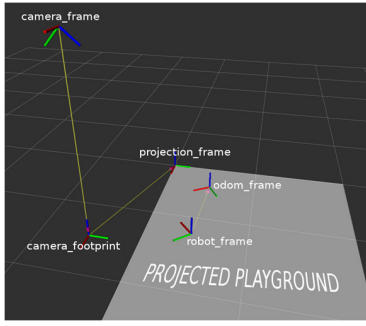 camera_frame
projection_frame
odom_frame
camera_footprint
robot_frame
PROJECTED PLAYGROUND